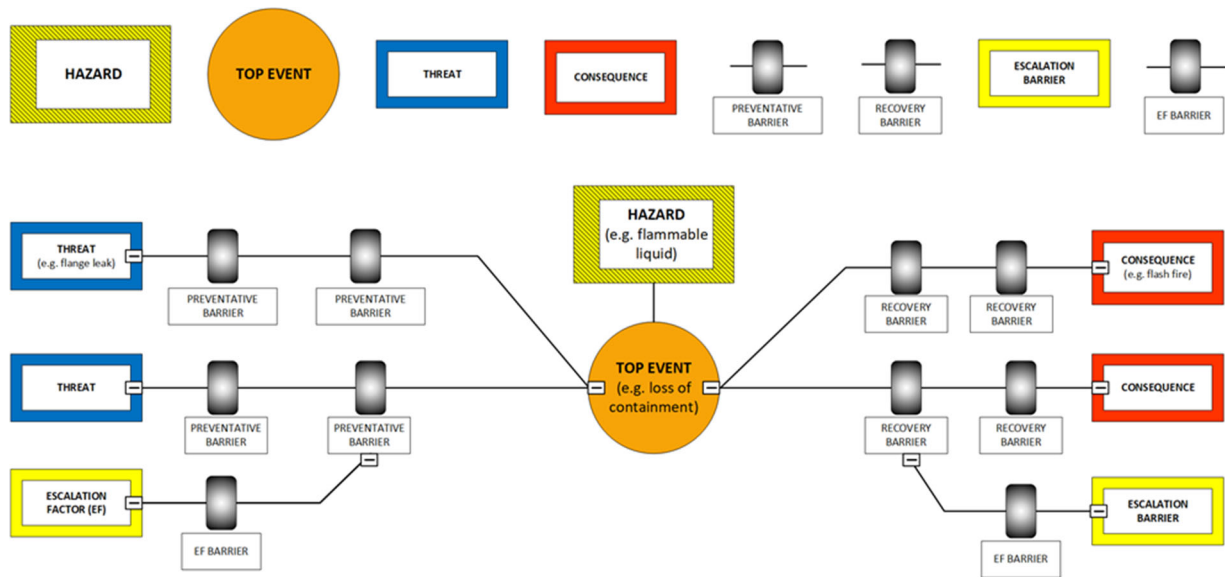 HAZARD
TOP EVENT
THREAT
CONSEQUENCE
PREVENTATIVE
BARRIER
RECOVERY
BARRIER
ESCALATION
BARRIER
EF BARRIER
HAZARD
(e.g. flammable
liquid)
THREAT
(e.g. flange leak)
PREVENTATIVE
BARRIER
PREVENTATIVE
BARRIER
RECOVERY
BARRIER
RECOVERY
BARRIER
CONSEQUENCE
(e.g. flash fire)
THREAT
PREVENTATIVE
BARRIER
PREVENTATIVE
BARRIER
TOP EVENT
(e.g. loss of
containment)
RECOVERY
BARRIER
RECOVERY
BARRIER
CONSEQUENCE
ESCALATION
FACTOR (EF)
EF BARRIER
EF BARRIER
ESCALATION
BARRIER